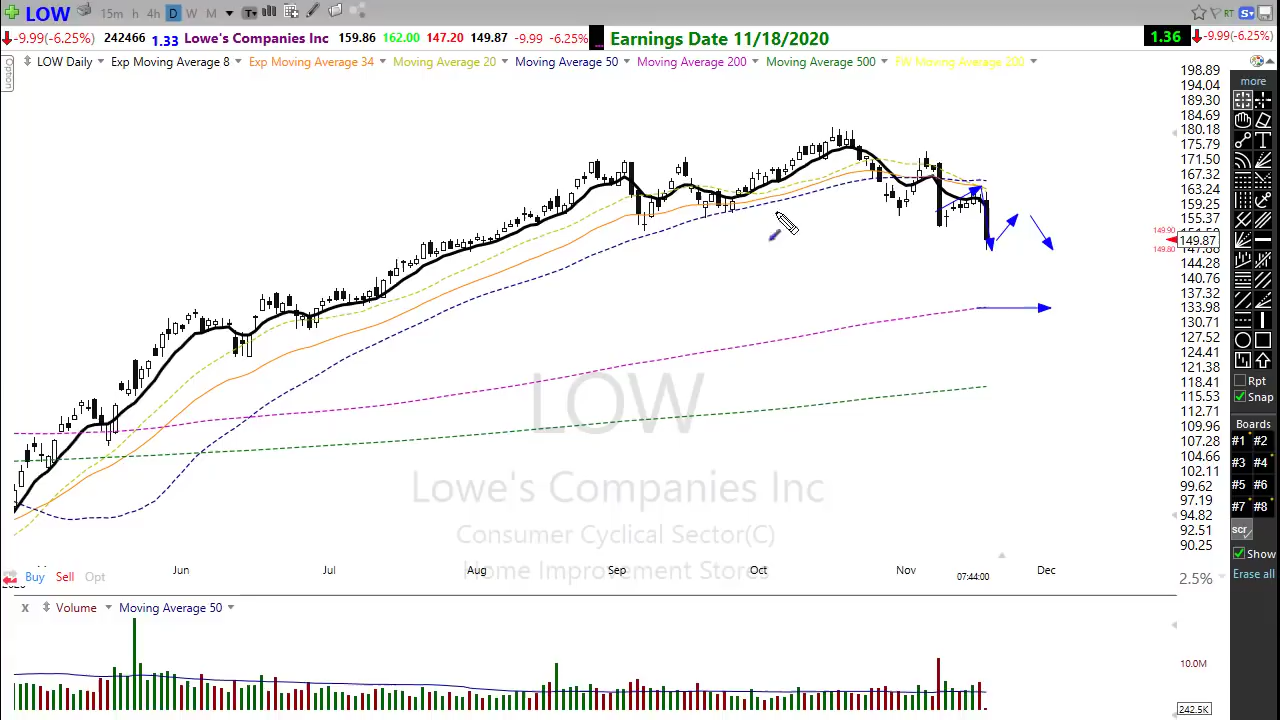 LOW 15m h 4h D W M T RT S
-9.99(-6.25%) 242466 1.33 Lowe's Companies Inc 159.86 162.00 147.20 149.87 -9.99 -6.25% Earnings Date 11/18/2020 1.36 -9.99(-6.25%)
Option
LOW Daily Exp Moving Average 8 Exp Moving Average 34 Moving Average 20 Moving Average 50 Moving Average 200 Moving Average 500 FW Moving Average 200
198.89
194.04
189.30
184.69
180.18
175.79
171.50
167.32
163.24
159.25
155.37
149.90
149.87
149.80
144.28
140.76
137.32
133.98
130.71
127.52
124.41
121.38
118.41
115.53
112.71
109.96
107.28
104.66
102.11
99.62
97.19
94.82
92.51
90.25
more
Rpt
Snap
Boards
#1 #2
#3 #4
#5 #6
#7 #8
scr
Show
Erase all
LOW
Lowe's Companies Inc
Consumer Cyclical Sector(C)
Home Improvement Stores
Jun Jul Aug Sep Oct Nov Dec
07:44:00
Buy Sell Opt
2.5%
X Volume Moving Average 50
10.0M
242.5K